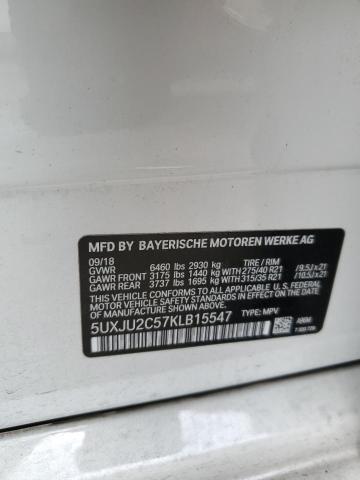 MFD BY BAYERISCHE MOTOREN WERKE AG
09/18 TIRE / RIM
GVWR 6460 lbs 2930 kg
GAWR FRONT 3175 lbs 1440 kg WITH 275/40 R21 /9.5Jx21
GAWR REAR 3737 lbs 1695 kg WITH 315/35 R21 /10.5Jx21
THIS VEHICLE CONFORMS TO ALL APPLICABLE U.S. FEDERAL
MOTOR VEHICLE SAFETY STANDARDS IN EFFECT ON THE DATE
OF MANUFACTURE SHOWN ABOVE.
5UXJU2C57KLB15547 TYPE: MPV